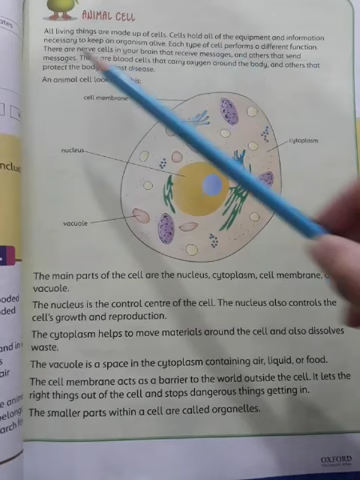 ANIMAL CELL
All living things are made up of cells. Cells hold all of the equipment and information
necessary to keep an organism alive. Each type of cell performs a different function.
There are nerve cells in your brain that receive messages, and others that send
messages. There are blood cells that carry oxygen around the body, and others that
protect the body against disease.
An animal cell looks
cell membrane
cytoplasm
nucleus
vacuole
The main parts of the cell are the nucleus, cytoplasm, cell membrane,
vacuole.
The nucleus is the control centre of the cell. The nucleus also controls the
cell's growth and reproduction.
The cytoplasm helps to move materials around the cell and also dissolves
waste.
The vacuole is a space in the cytoplasm containing air, liquid, or food.
The cell membrane acts as a barrier to the world outside the cell. It lets the
right things out of the cell and stops dangerous things getting in.
The smaller parts within a cell are called organelles.
OXFORD